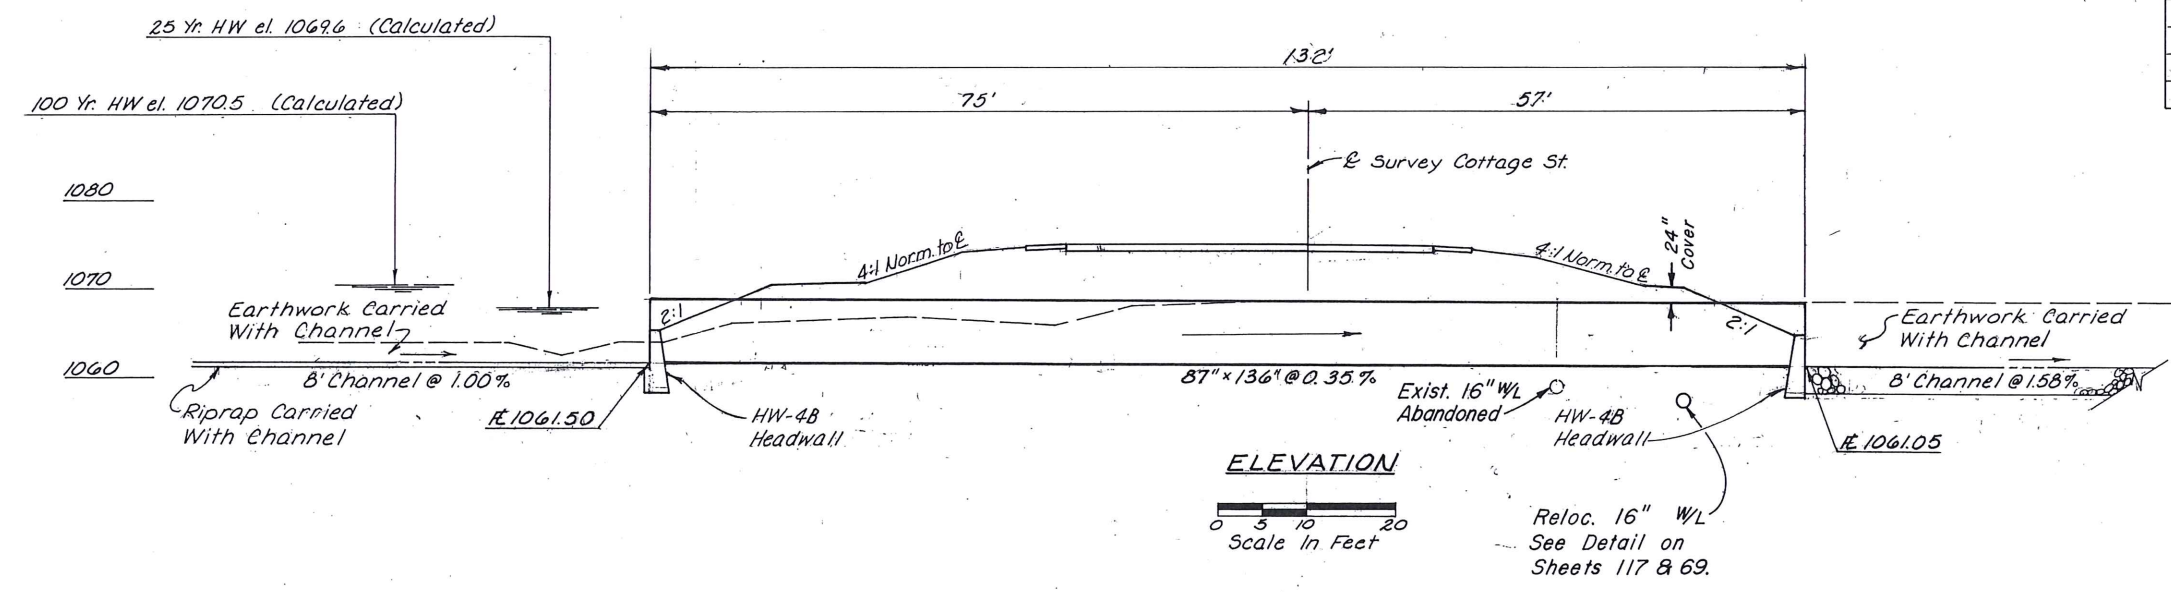 25 Yr. HW el. 1069.6 (Calculated)
132'
100 Yr. HW el. 1070.5 (Calculated)
75'
57'
℄ Survey Cottage St.
1080
4:1 Norm. to ℄
4:1 Norm. to ℄
24"
Cover
1070
Earthwork Carried
With Channel
2:1
2:1
Earthwork Carried
With Channel
1060
8' Channel @ 1.00%
87" x 136" @ 0.35%
8' Channel @ 1.58%
Riprap Carried
With Channel
1061.50
HW-4B
Headwall
Exist. 16" W/L
Abandoned
HW-4B
Headwall
1061.05
ELEVATION
0 5 10 20
Scale In Feet
Reloc. 16" W/L
See Detail on
Sheets 117 & 69.